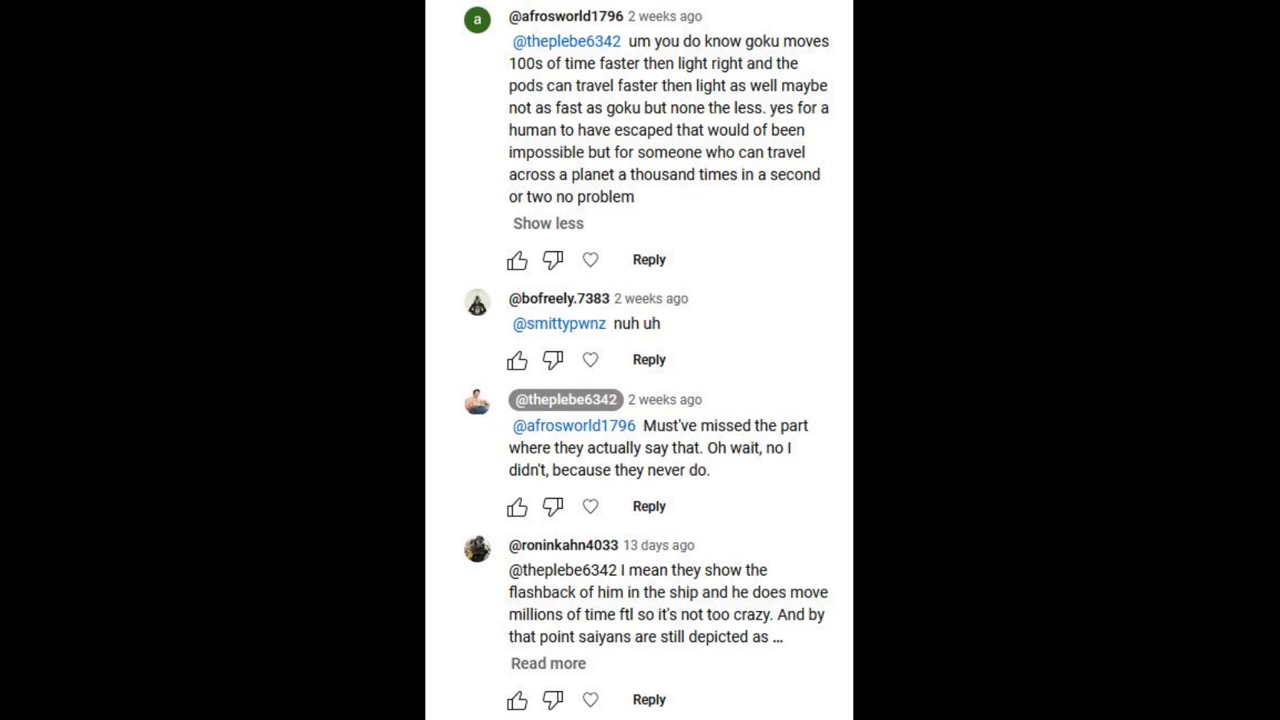 @afrosworld1796 2 weeks ago
@theplebe6342 um you do know goku moves
100s of time faster then light right and the
pods can travel faster then light as well maybe
not as fast as goku but none the less. yes for a
human to have escaped that would of been
impossible but for someone who can travel
across a planet a thousand times in a second
or two no problem
Show less
Reply
@bofreely.7383 2 weeks ago
@smittypwnz nuh uh
Reply
@theplebe6342 2 weeks ago
@afrosworld1796 Must've missed the part
where they actually say that. Oh wait, no I
didn't, because they never do.
Reply
@roninkahn4033 13 days ago
@theplebe6342 I mean they show the
flashback of him in the ship and he does move
millions of time ftl so it's not too crazy. And by
that point saiyans are still depicted as ...
Read more
Reply